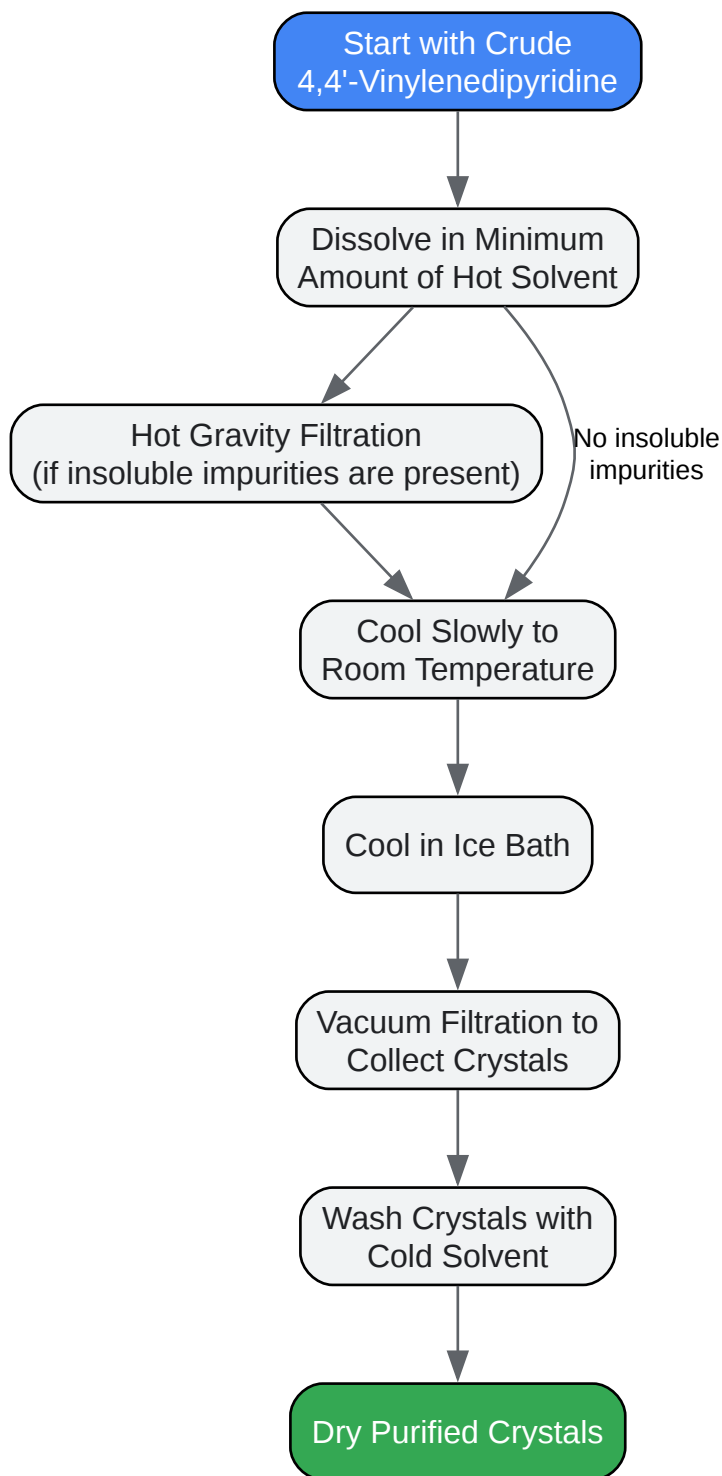 Start with Crude
4,4'-Vinylenedipyridine
Dissolve in Minimum
Amount of Hot Solvent
Hot Gravity Filtration
(if insoluble impurities are present)
No insoluble
impurities
Cool Slowly to
Room Temperature
Cool in Ice Bath
Vacuum Filtration to
Collect Crystals
Wash Crystals with
Cold Solvent
Dry Purified Crystals